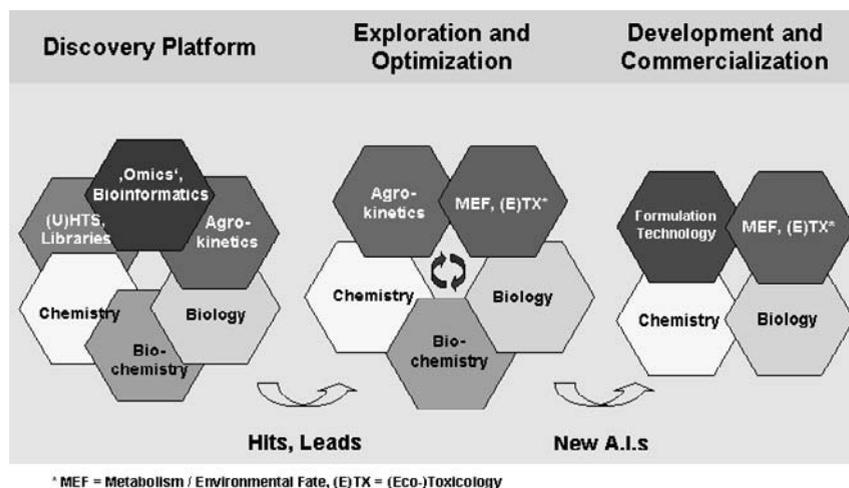 Discovery Platform
Exploration and
Optimization
Development and
Commercialization
‚Omics‘,
Bioinformatics
(U)HTS,
Libraries
Agro-
kinetics
Chemistry
Biology
Bio-
chemistry
Agro-
kinetics
MEF, (E)TX*
Chemistry
Biology
Bio-
chemistry
Formulation
Technology
MEF, (E)TX*
Chemistry
Biology
Hits, Leads
New A.I.s
* MEF = Metabolism / Environmental Fate, (E)TX = (Eco-)Toxicology